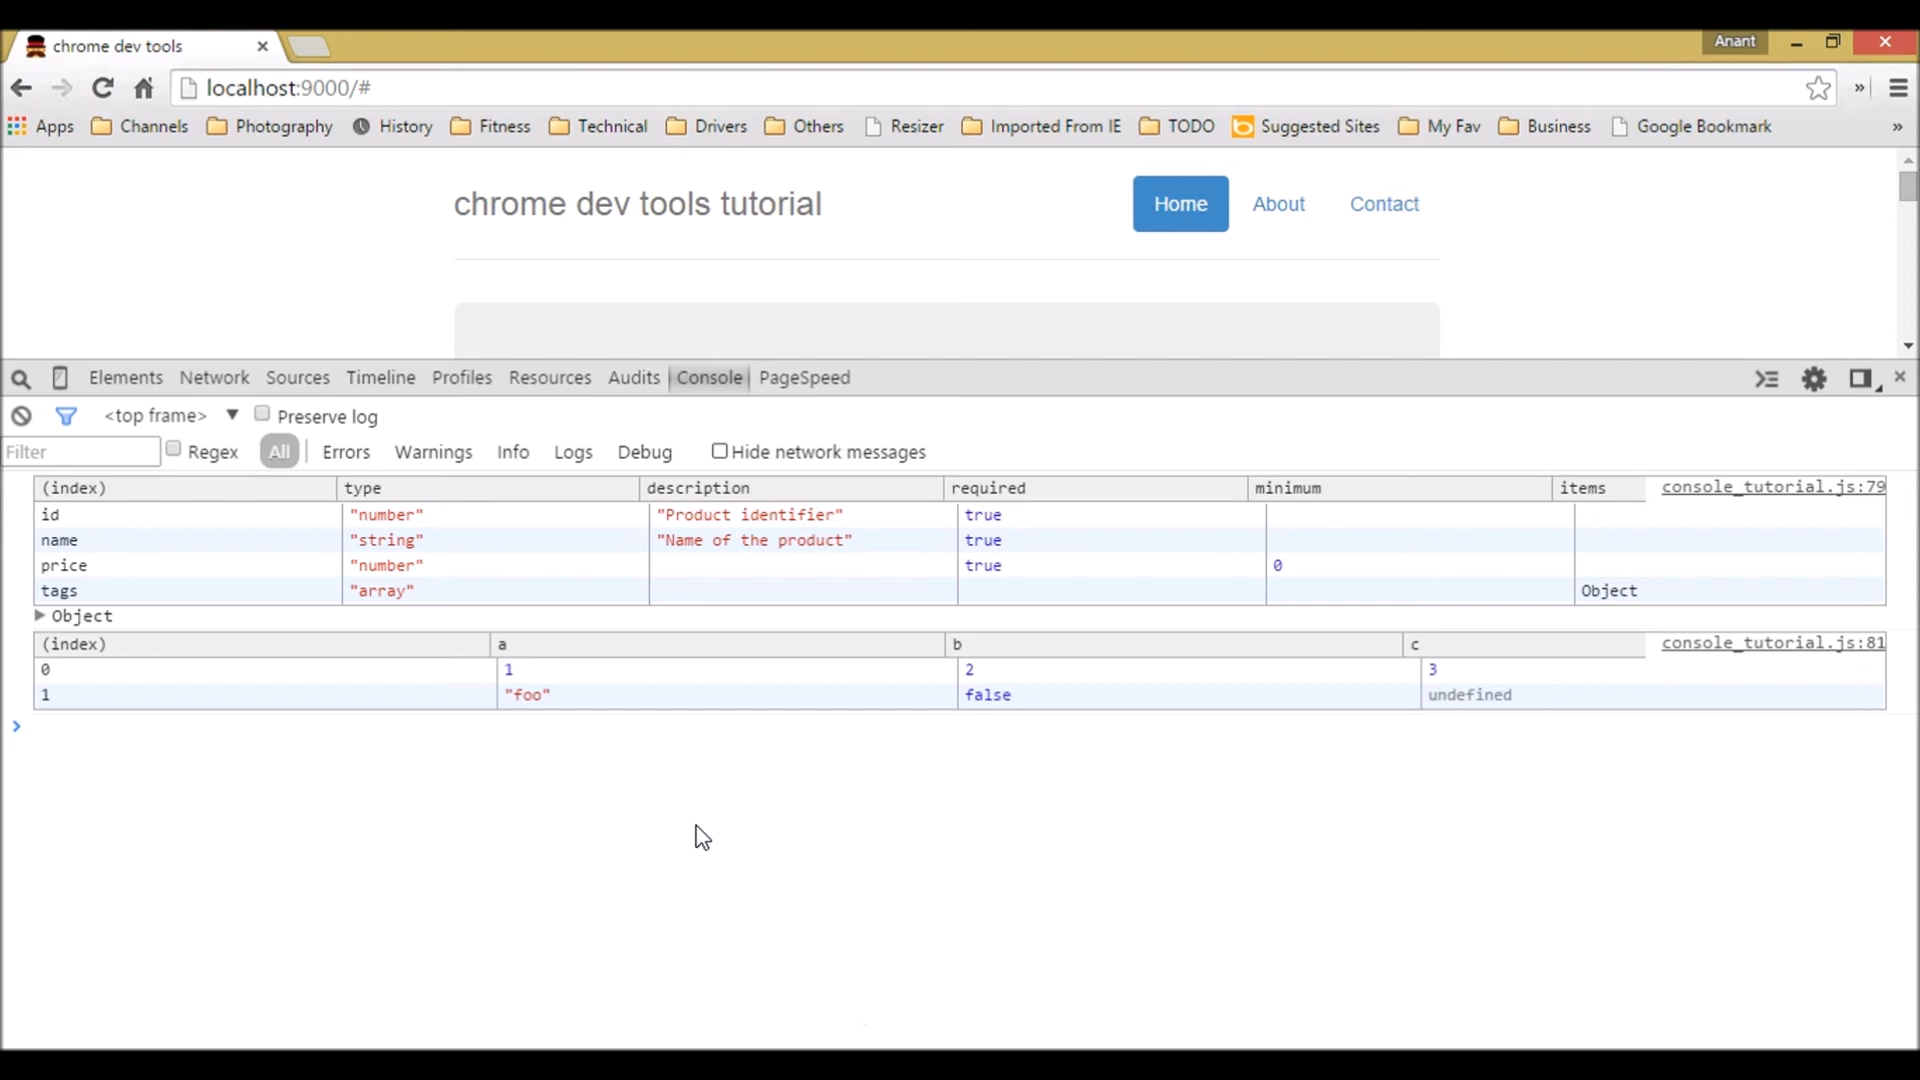 chrome dev tools
Anant
localhost:9000/#
Apps Channels Photography History Fitness Technical Drivers Others Resizer Imported From IE TODO Suggested Sites My Fav Business Google Bookmark »
chrome dev tools tutorial
Home About Contact
Elements Network Sources Timeline Profiles Resources Audits Console PageSpeed
<top frame> Preserve log
Filter Regex All Errors Warnings Info Logs Debug Hide network messages
(index) type description required minimum items console_tutorial.js:79
id "number" "Product identifier" true
name "string" "Name of the product" true
price "number" true 0
tags "array" Object
Object
(index) a b c console_tutorial.js:81
0 1 2 3
1 "foo" false undefined